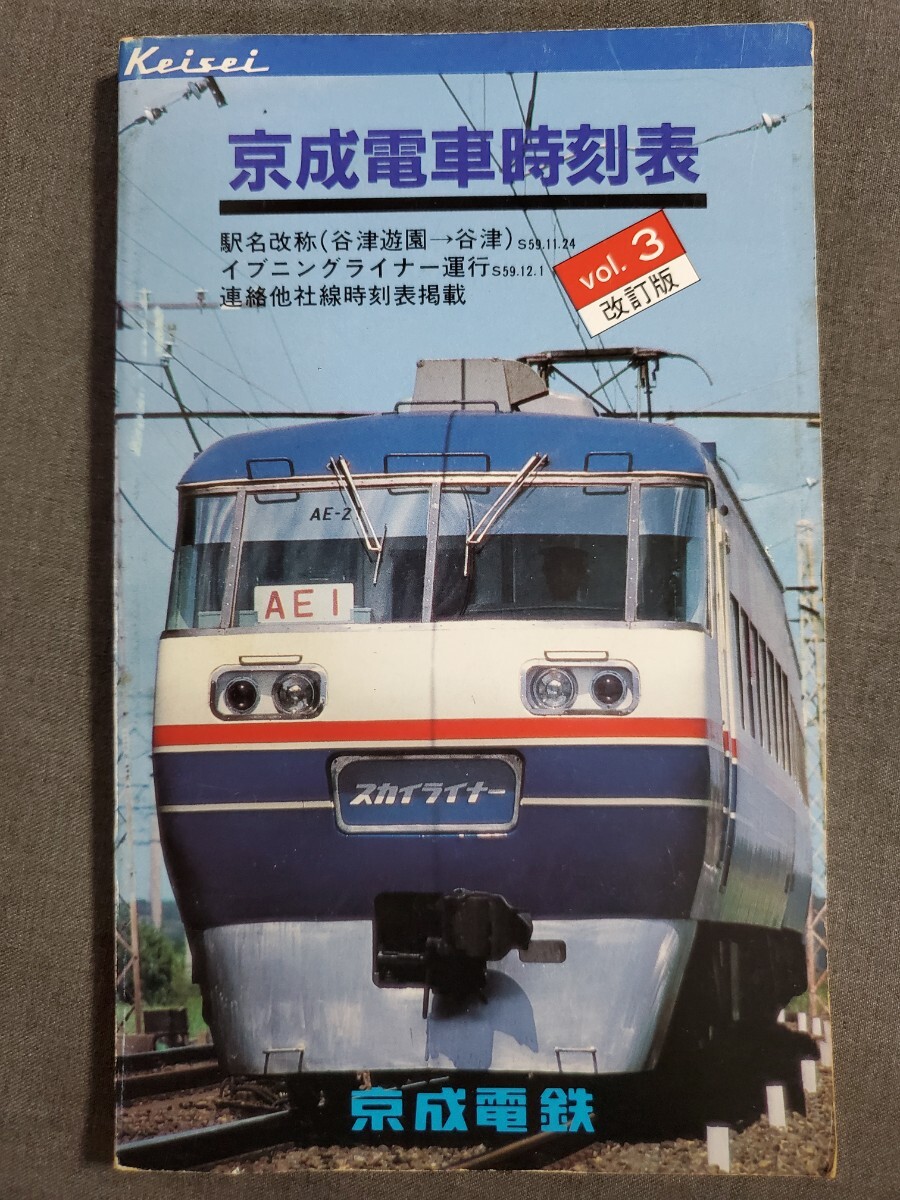 Keisei
京成電車時刻表
駅名改称(谷津遊園→谷津)S59.11.24
イブニングライナー運行S59.12.1
連絡他社線時刻表掲載
vol. 3
改訂版
AE-2
AE1
スカイライナー
京成電鉄